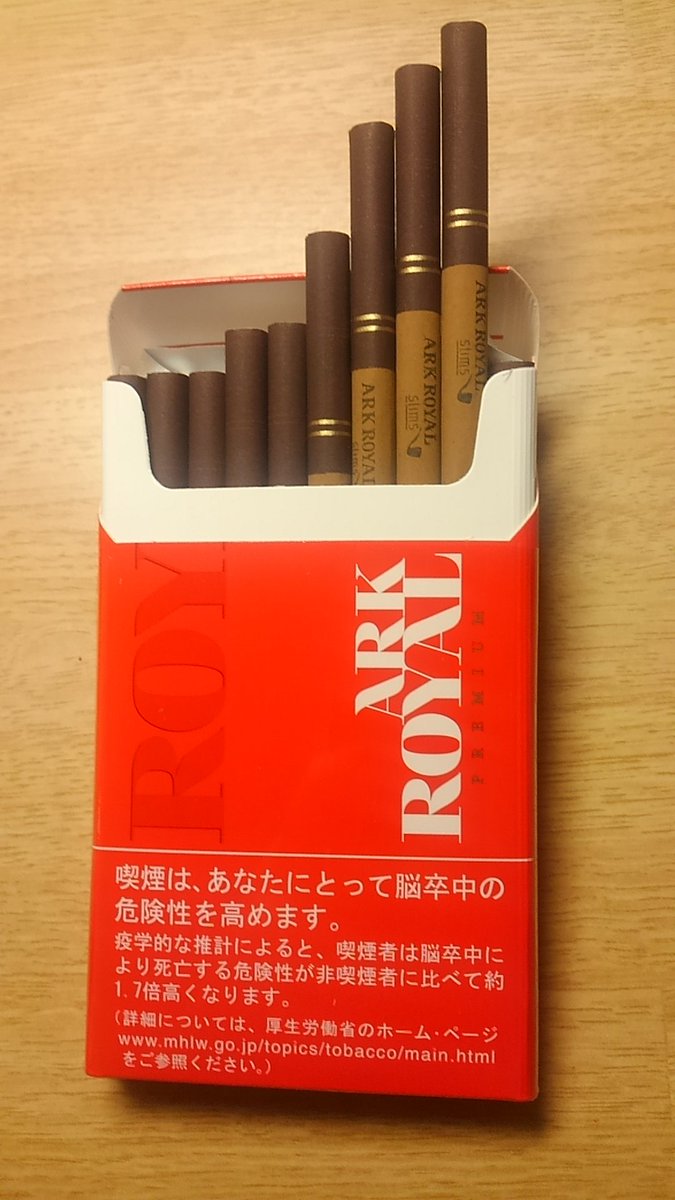 ARK ROYAL
slims
ARK ROYAL
slims
ARK ROYAL
slims
ROY
ARK
ROYAL
PREMIUM
喫煙は、あなたにとって脳卒中の
危険性を高めます。
疫学的な推計によると、喫煙者は脳卒中に
より死亡する危険性が非喫煙者に比べて約
1.7倍高くなります。
(詳細については、厚生労働省のホーム・ページ
www.mhlw.go.jp/topics/tobacco/main.html
をご参照ください。)